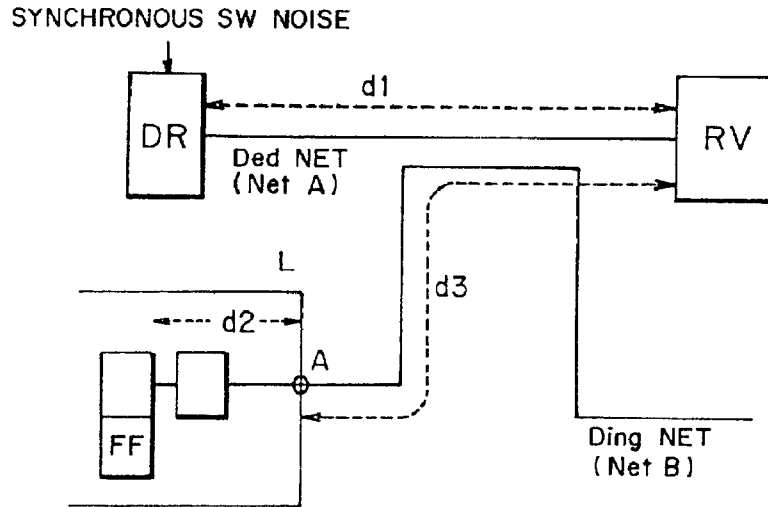 SYNCHRONOUS SW NOISE
d1
DR
RV
Ded NET
(Net A)
L
d3
d2
A
FF
Ding NET
(Net B)